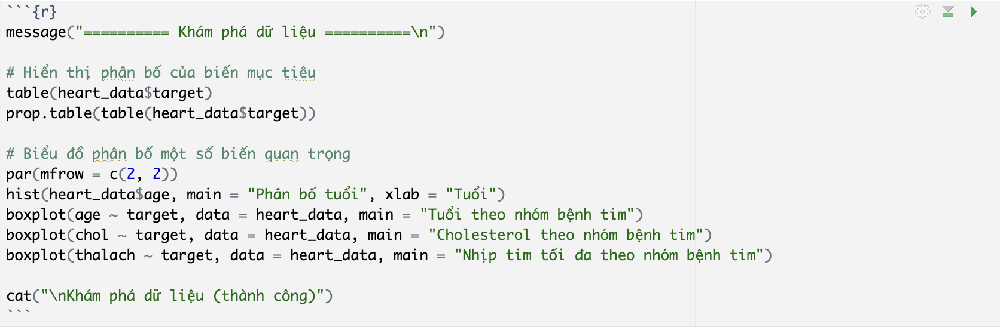 ```{r}
message("========== Khám phá dữ liệu ==========\n")
# Hiển thị phân bố của biến mục tiêu
table(heart_data$target)
prop.table(table(heart_data$target))
# Biểu đồ phân bố một số biến quan trọng
par(mfrow = c(2, 2))
hist(heart_data$age, main = "Phân bố tuổi", xlab = "Tuổi")
boxplot(age ~ target, data = heart_data, main = "Tuổi theo nhóm bệnh tim")
boxplot(chol ~ target, data = heart_data, main = "Cholesterol theo nhóm bệnh tim")
boxplot(thalach ~ target, data = heart_data, main = "Nhịp tim tối đa theo nhóm bệnh tim")
cat("\nKhám phá dữ liệu (thành công)")
```